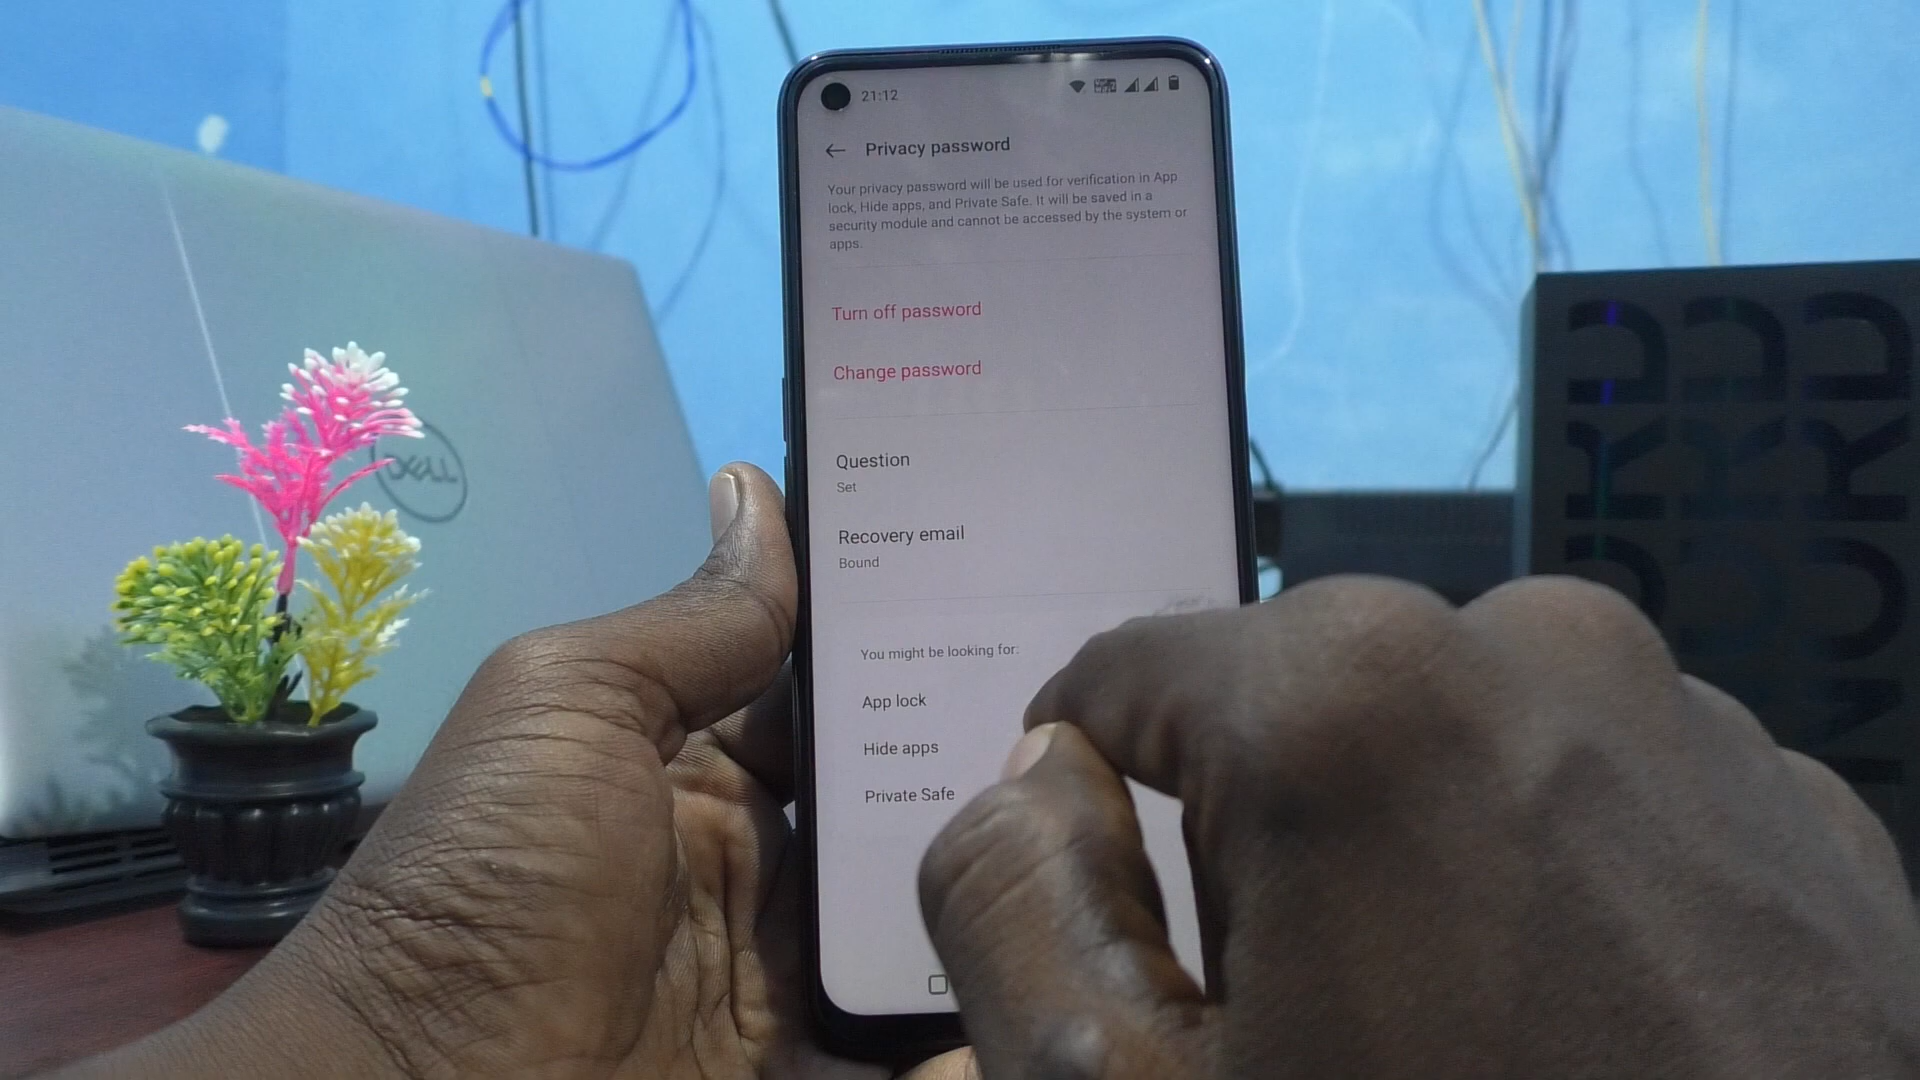 21:12
Privacy password
Your privacy password will be used for verification in App
lock, Hide apps, and Private Safe. It will be saved in a
security module and cannot be accessed by the system or
apps.
Turn off password
Change password
Question
Set
Recovery email
Bound
You might be looking for:
App lock
Hide apps
Private Safe
DELL
NORD